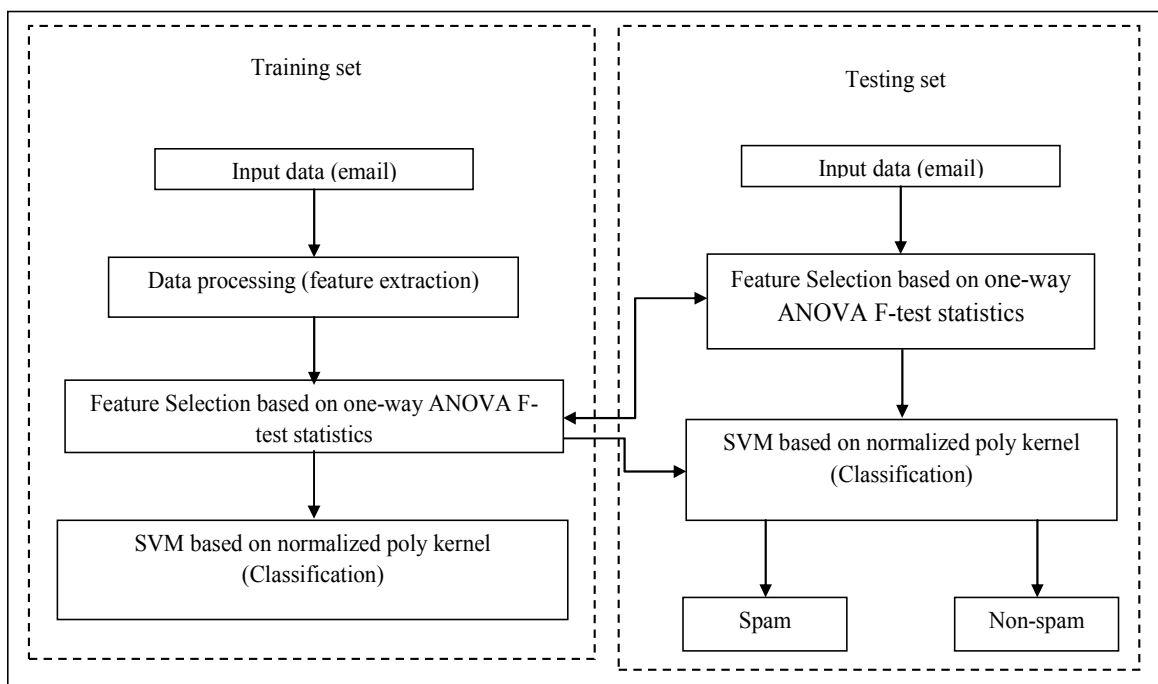 Training set
Input data (email)
Data processing (feature extraction)
Feature Selection based on one-way ANOVA F-
test statistics
SVM based on normalized poly kernel
(Classification)
Testing set
Input data (email)
Feature Selection based on one-way
ANOVA F-test statistics
SVM based on normalized poly kernel
(Classification)
Spam
Non-spam